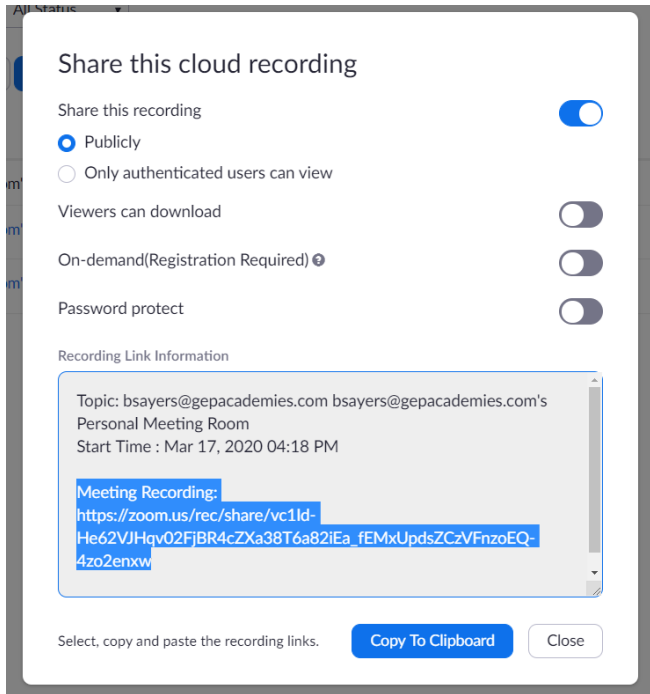 All Status
Share this cloud recording
Share this recording
Publicly
Only authenticated users can view
om'
Viewers can download
om'
On-demand(Registration Required)
om'
Password protect
Recording Link Information
Topic: bsayers@gepacademies.com bsayers@gepacademies.com's
Personal Meeting Room
Start Time : Mar 17, 2020 04:18 PM
Meeting Recording:
https://zoom.us/rec/share/vc1Id-
He62VJHqv02FjBR4cZXa38T6a82iEa_fEMxUpdsZCzVFnzoEQ-
4zo2enxw
Select, copy and paste the recording links.
Copy To Clipboard
Close